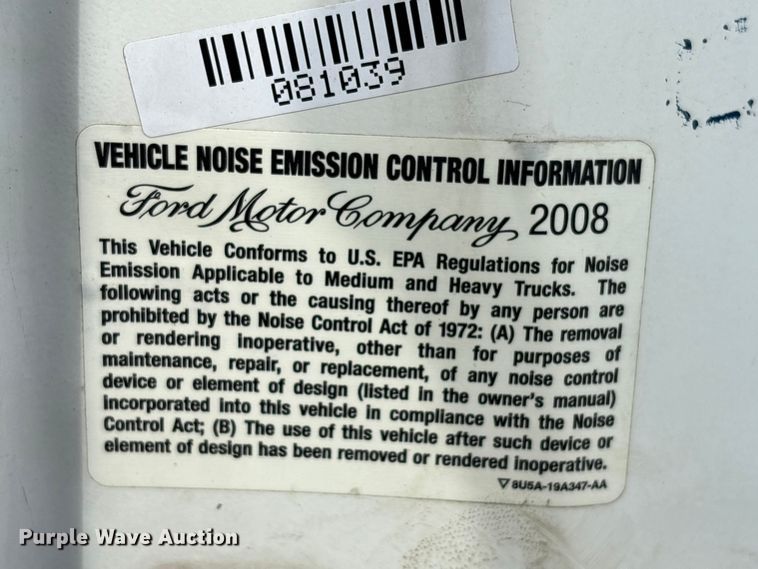 081039
VEHICLE NOISE EMISSION CONTROL INFORMATION
Ford Motor Company 2008
This Vehicle Conforms to U.S. EPA Regulations for Noise
Emission Applicable to Medium and Heavy Trucks. The
following acts or the causing thereof by any person are
prohibited by the Noise Control Act of 1972: (A) The removal
or rendering inoperative, other than for purposes of
maintenance, repair, or replacement, of any noise control
device or element of design (listed in the owner's manual)
incorporated into this vehicle in compliance with the Noise
Control Act; (B) The use of this vehicle after such device or
element of design has been removed or rendered inoperative.
▽ 8U5A-19A347-AA
Purple Wave Auction